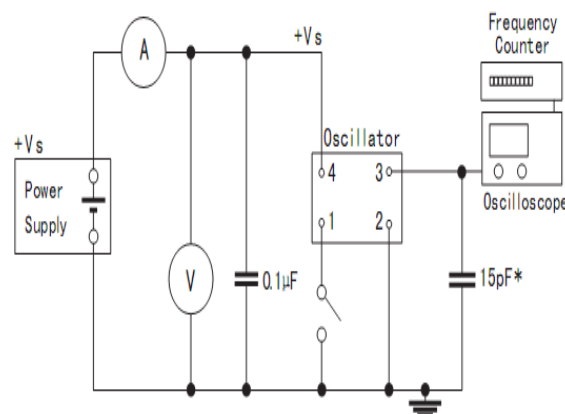 Frequency
Counter
A
+Vs
Oscillator
+Vs
Power
Supply
4 3
1 2
Oscilloscope
V
0.1μF
15pF*